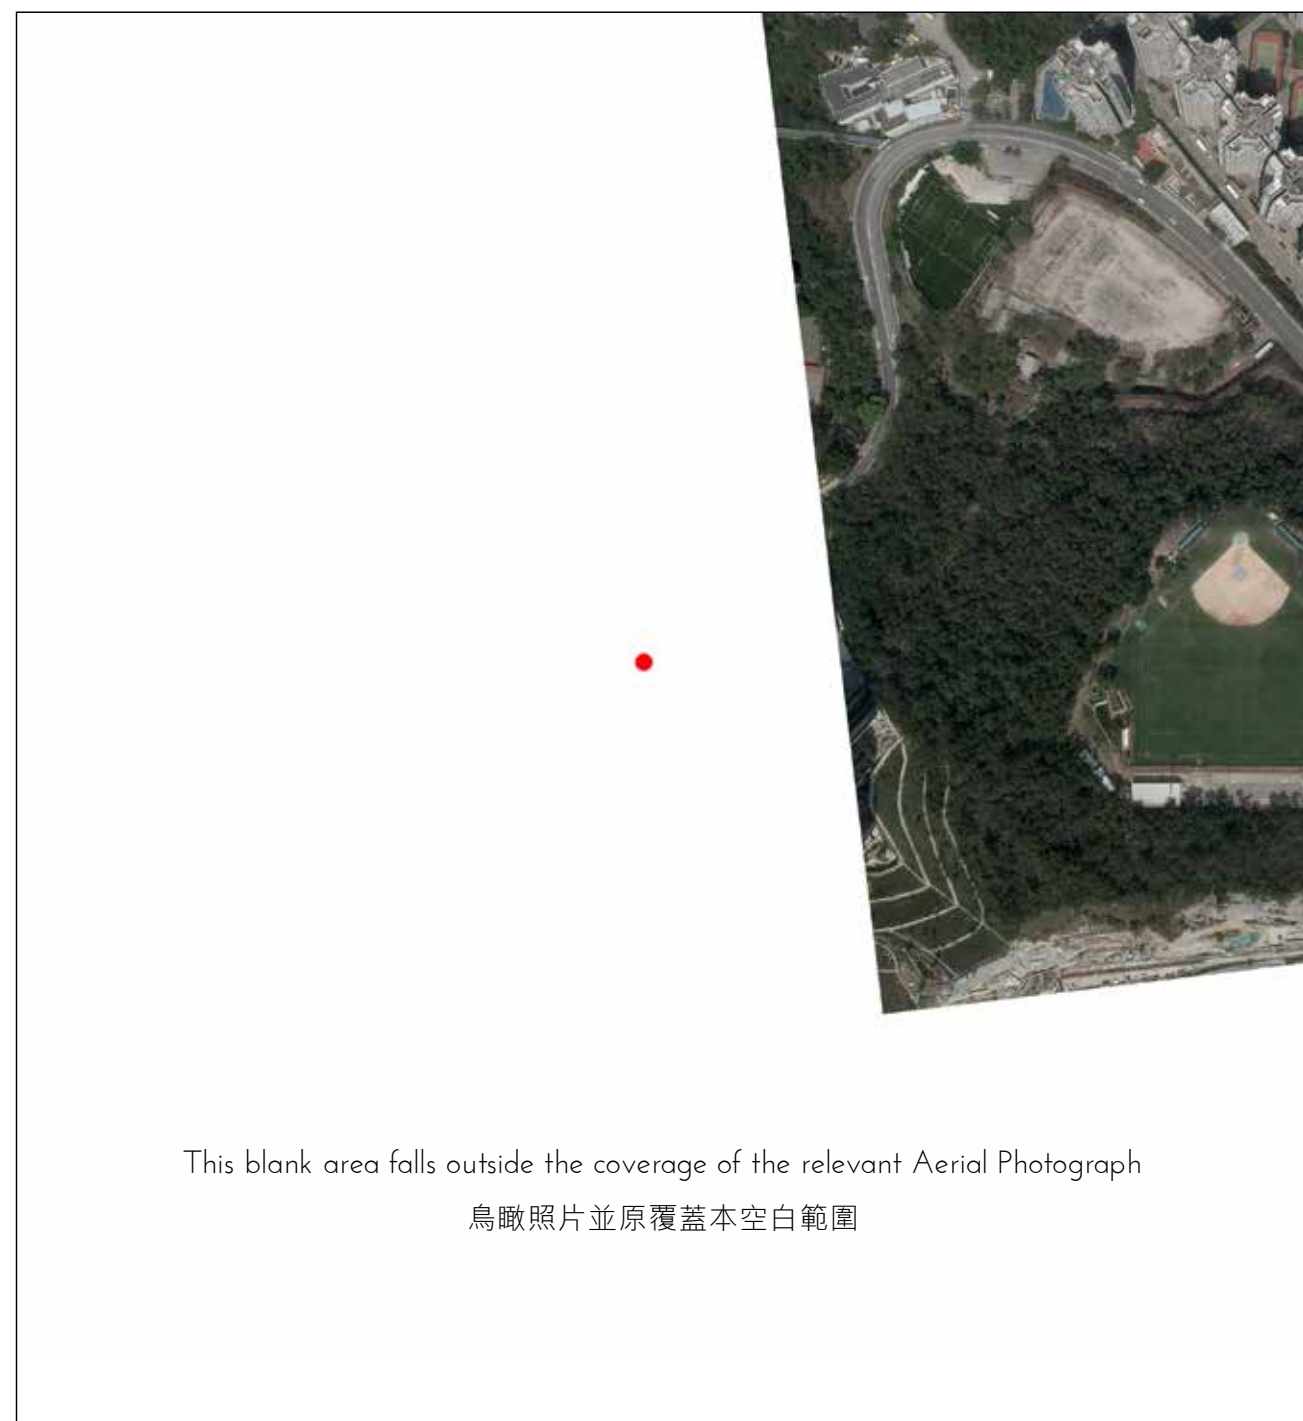 This blank area falls outside the coverage of the relevant Aerial Photograph
鳥瞰照片並原覆蓋本空白範圍